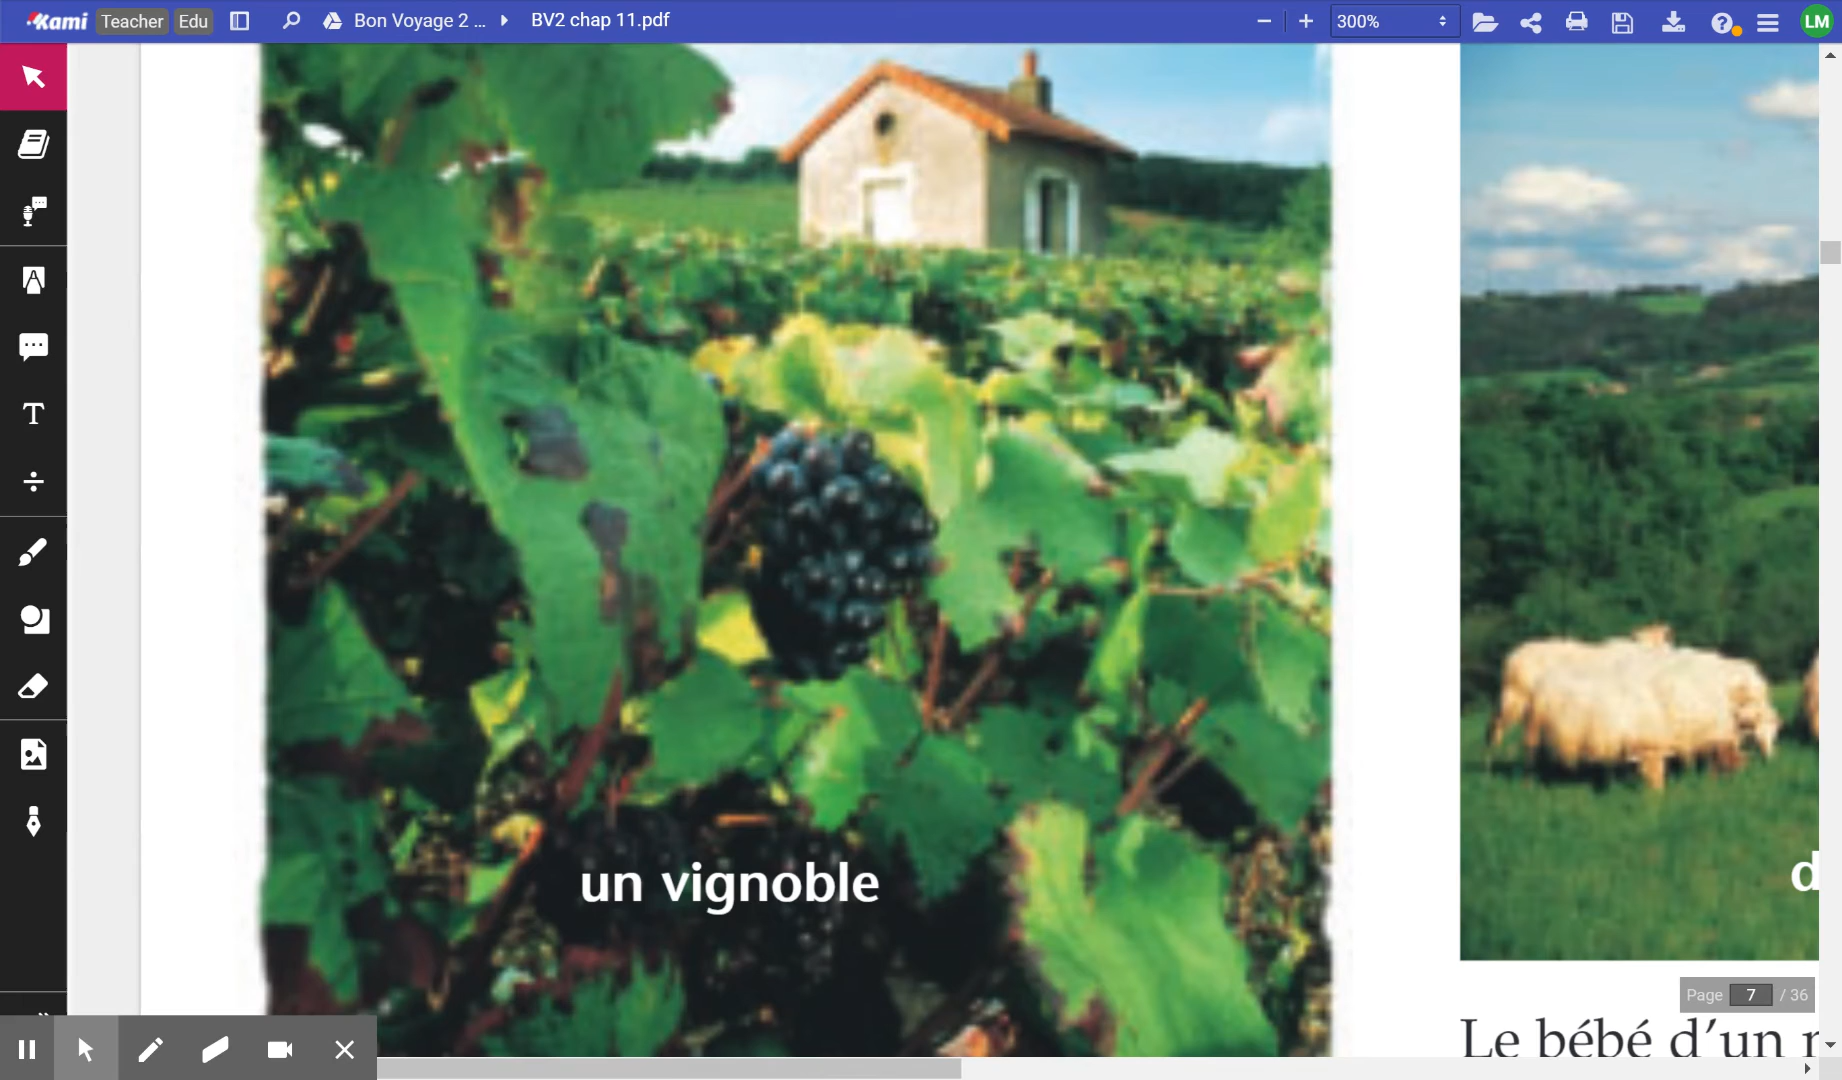 Kami Teacher Edu Bon Voyage 2 ... BV2 chap 11.pdf 300% LM
un vignoble
d
Page 7 / 36
Le bébé d'un